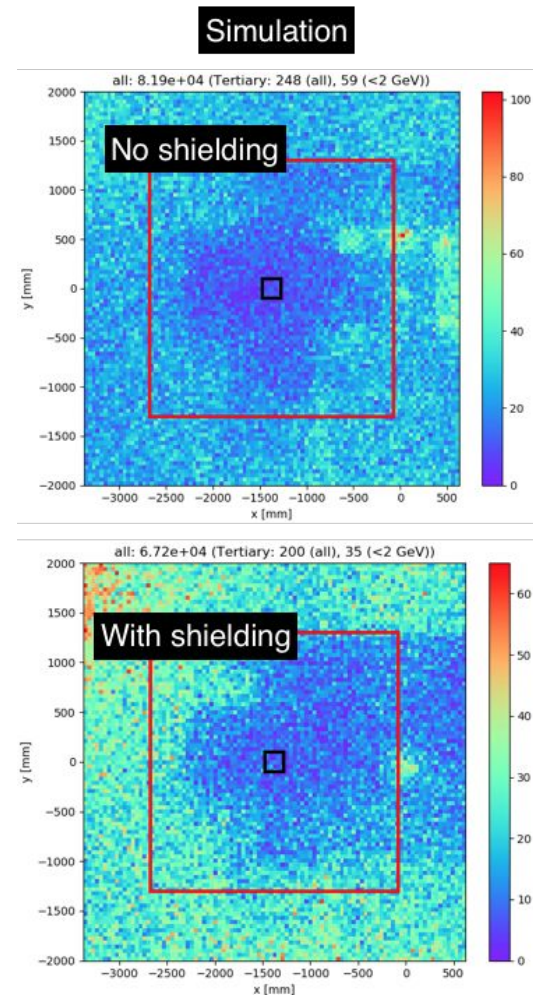 Simulation
all: 8.19e+04 (Tertiary: 248 (all), 59 (<2 GeV))
No shielding
2000
1500
1000
500
0
−500
−1000
−1500
−2000
y [mm]
−3000 −2500 −2000 −1500 −1000 −500 0 500
x [mm]
100
80
60
40
20
0
all: 6.72e+04 (Tertiary: 200 (all), 35 (<2 GeV))
With shielding
2000
1500
1000
500
0
−500
−1000
−1500
−2000
y [mm]
−3000 −2500 −2000 −1500 −1000 −500 0 500
x [mm]
60
50
40
30
20
10
0